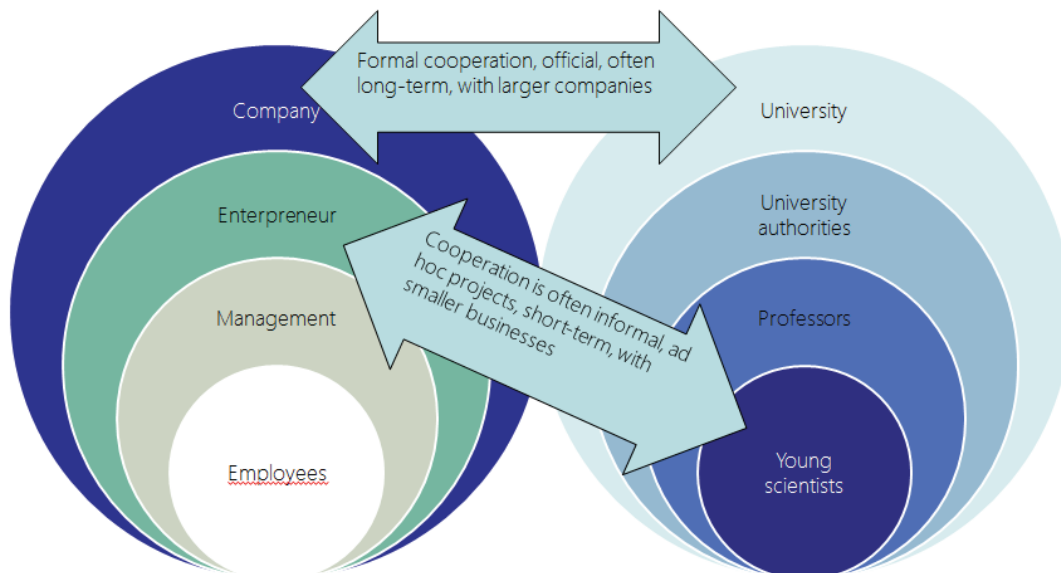 Formal cooperation, official, often
long-term, with larger companies
Company
University
Enterpreneur
University
authorities
Cooperation is often informal, ad
hoc projects, short-term, with
smaller businesses
Management
Professors
Employees
Young
scientists